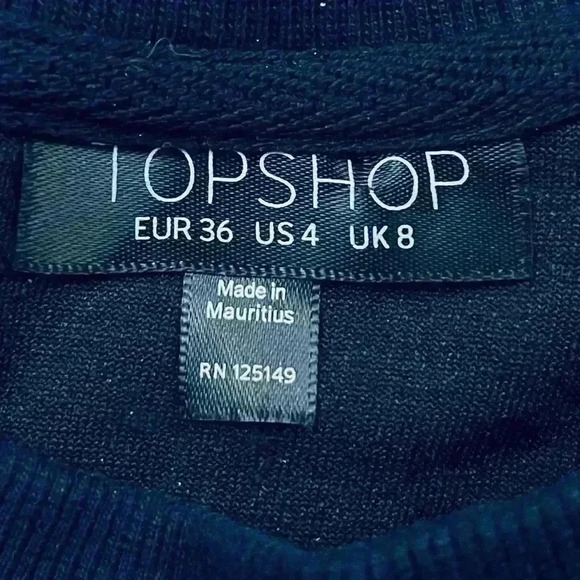 TOPSHOP
EUR 36 US 4 UK 8
Made in
Mauritius
RN 125149